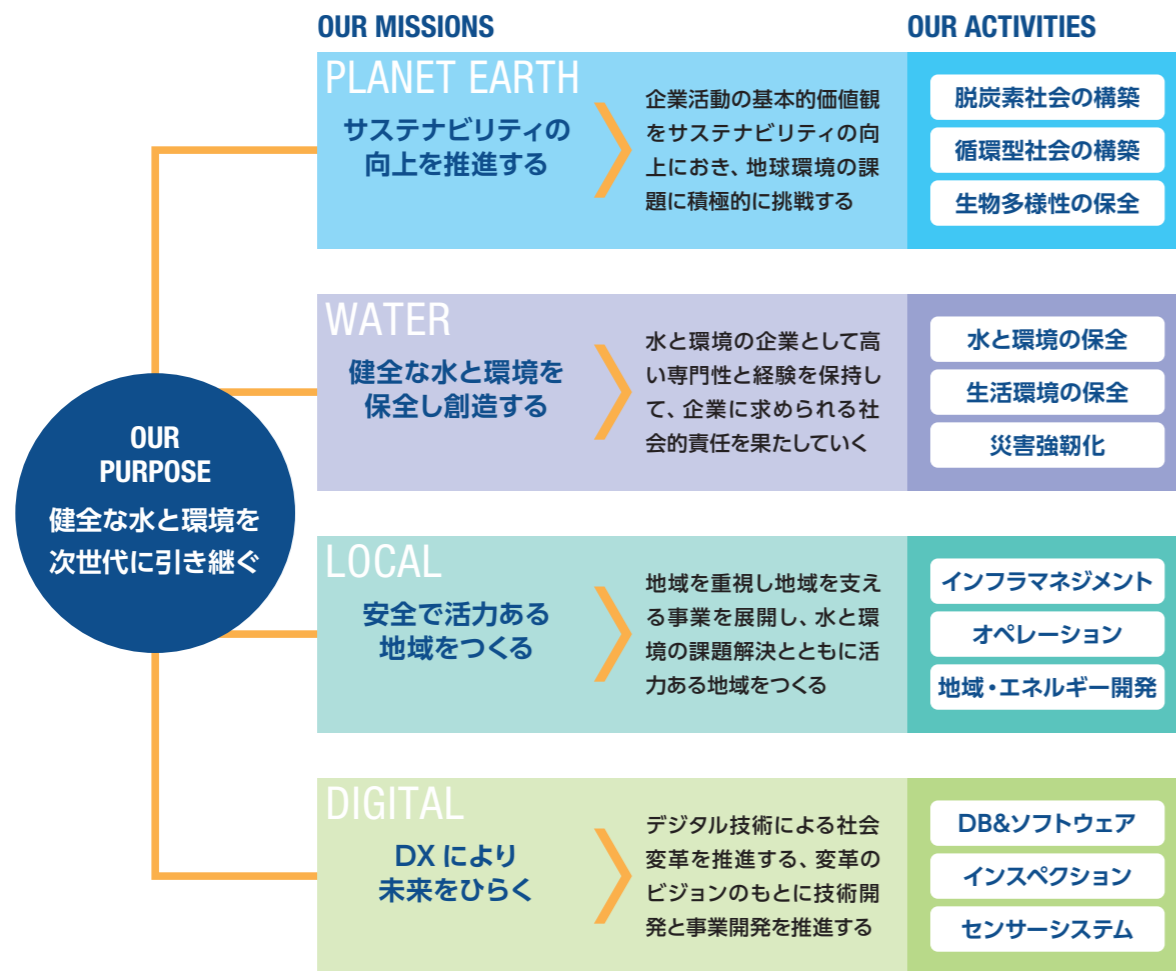 OUR MISSIONS
OUR ACTIVITIES
OUR
PURPOSE
健全な水と環境を
次世代に引き継ぐ
PLANET EARTH
サステナビリティの
向上を推進する
企業活動の基本的価値観
をサステナビリティの向
上におき、地球環境の課
題に積極的に挑戦する
脱炭素社会の構築
循環型社会の構築
生物多様性の保全
WATER
健全な水と環境を
保全し創造する
水と環境の企業として高
い専門性と経験を保持し
て、企業に求められる社
会的責任を果たしていく
水と環境の保全
生活環境の保全
災害強靭化
LOCAL
安全で活力ある
地域をつくる
地域を重視し地域を支え
る事業を展開し、水と環
境の課題解決とともに活
力ある地域をつくる
インフラマネジメント
オペレーション
地域・エネルギー開発
DIGITAL
DX により
未来をひらく
デジタル技術による社会
変革を推進する、変革の
ビジョンのもとに技術開
発と事業開発を推進する
DB&ソフトウェア
インスペクション
センサーシステム